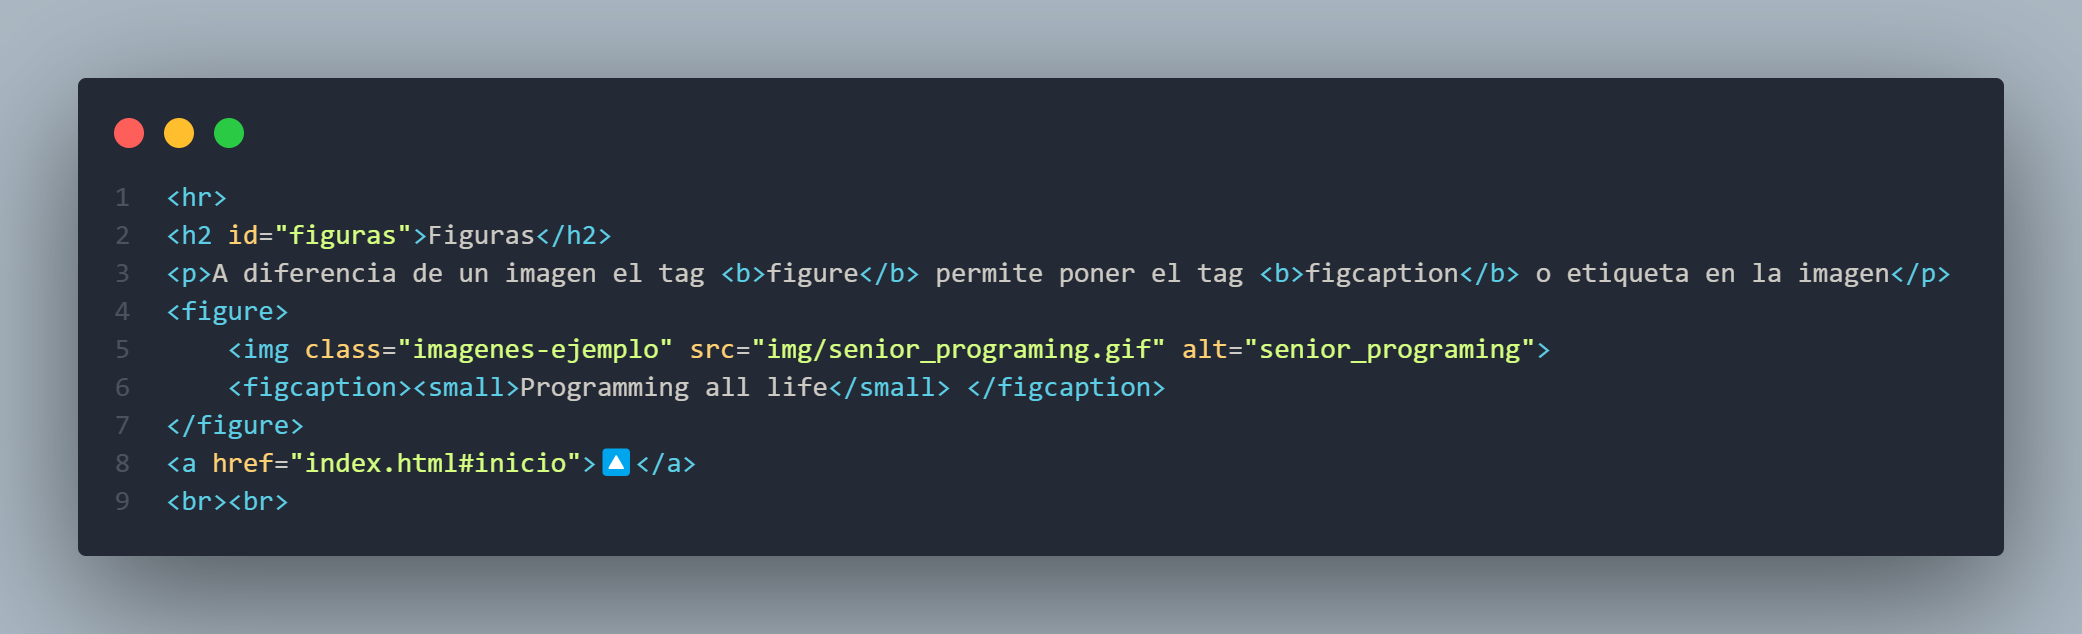 1 <hr>
2 <h2 id="figuras">Figuras</h2>
3 <p>A diferencia de un imagen el tag <b>figure</b> permite poner el tag <b>figcaption</b> o etiqueta en la imagen</p>
4 <figure>
5     <img class="imagenes-ejemplo" src="img/senior_programing.gif" alt="senior_programing">
6     <figcaption><small>Programming all life</small> </figcaption>
7 </figure>
8 <a href="index.html#inicio">🔼</a>
9 <br><br>